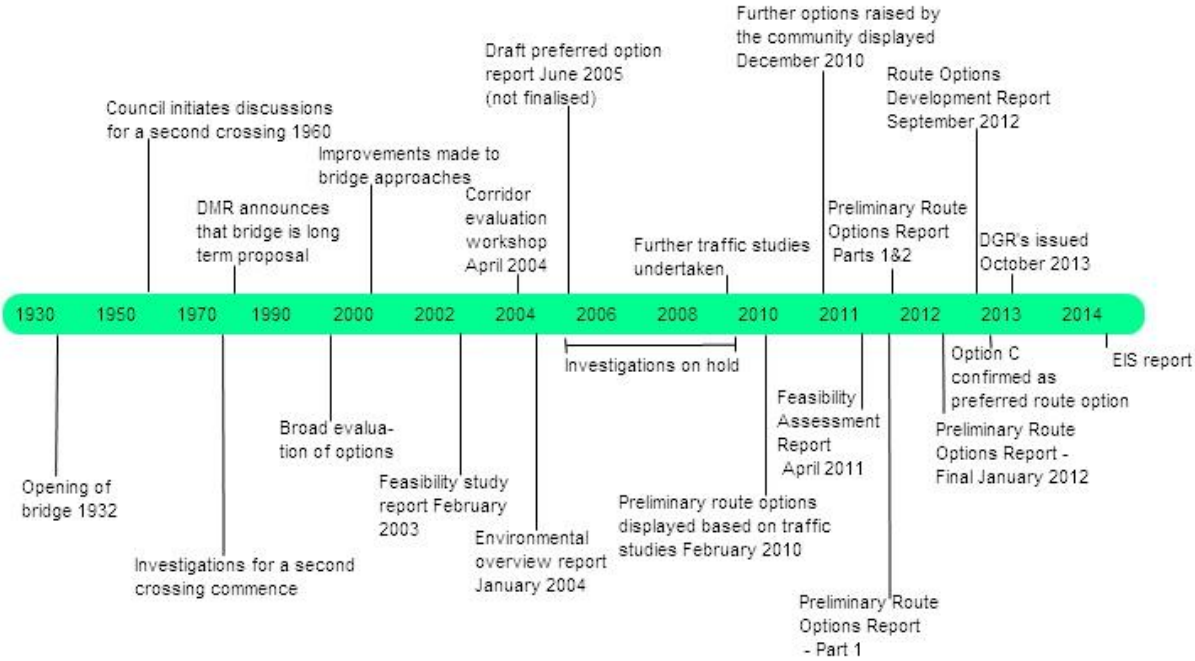 Further options raised by
the community displayed
December 2010
Draft preferred option
report June 2005
(not finalised)
Route Options
Development Report
September 2012
Council initiates discussions
for a second crossing 1960
Improvements made to
bridge approaches
Corridor
evaluation
workshop
April 2004
DMR announces
that bridge is long
term proposal
Preliminary Route
Options Report
Parts 1&2
Further traffic studies
undertaken
DGR's issued
October 2013
1930 1950 1970 1990 2000 2002 2004 2006 2008 2010 2011 2012 2013 2014
Investigations on hold
Option C
confirmed as
preferred route option
EIS report
Feasibility
Assessment
Report
April 2011
Broad evalua-
tion of options
Preliminary Route
Options Report -
Final January 2012
Opening of
bridge 1932
Feasibility study
report February
2003
Preliminary route options
displayed based on traffic
studies February 2010
Environmental
overview report
January 2004
Investigations for a second
crossing commence
Preliminary Route
Options Report
- Part 1